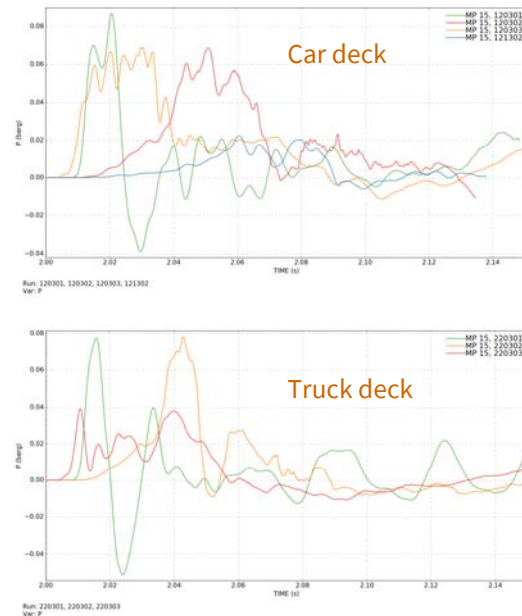 0.08
0.06
0.04
0.02
0.00
−0.02
−0.04
P (barg)
Car deck
MP 15, 120301
MP 15, 120302
MP 15, 120303
MP 15, 121302
2.00
2.02
2.04
2.06
2.08
2.10
2.12
2.14
TIME (s)
Run: 120301, 120302, 120303, 121302
Var: P
0.08
0.06
0.04
0.02
0.00
−0.02
−0.04
P (barg)
Truck deck
MP 15, 220301
MP 15, 220302
MP 15, 220303
2.00
2.02
2.04
2.06
2.08
2.10
2.12
2.14
TIME (s)
Run: 220301, 220302, 220303
Var: P